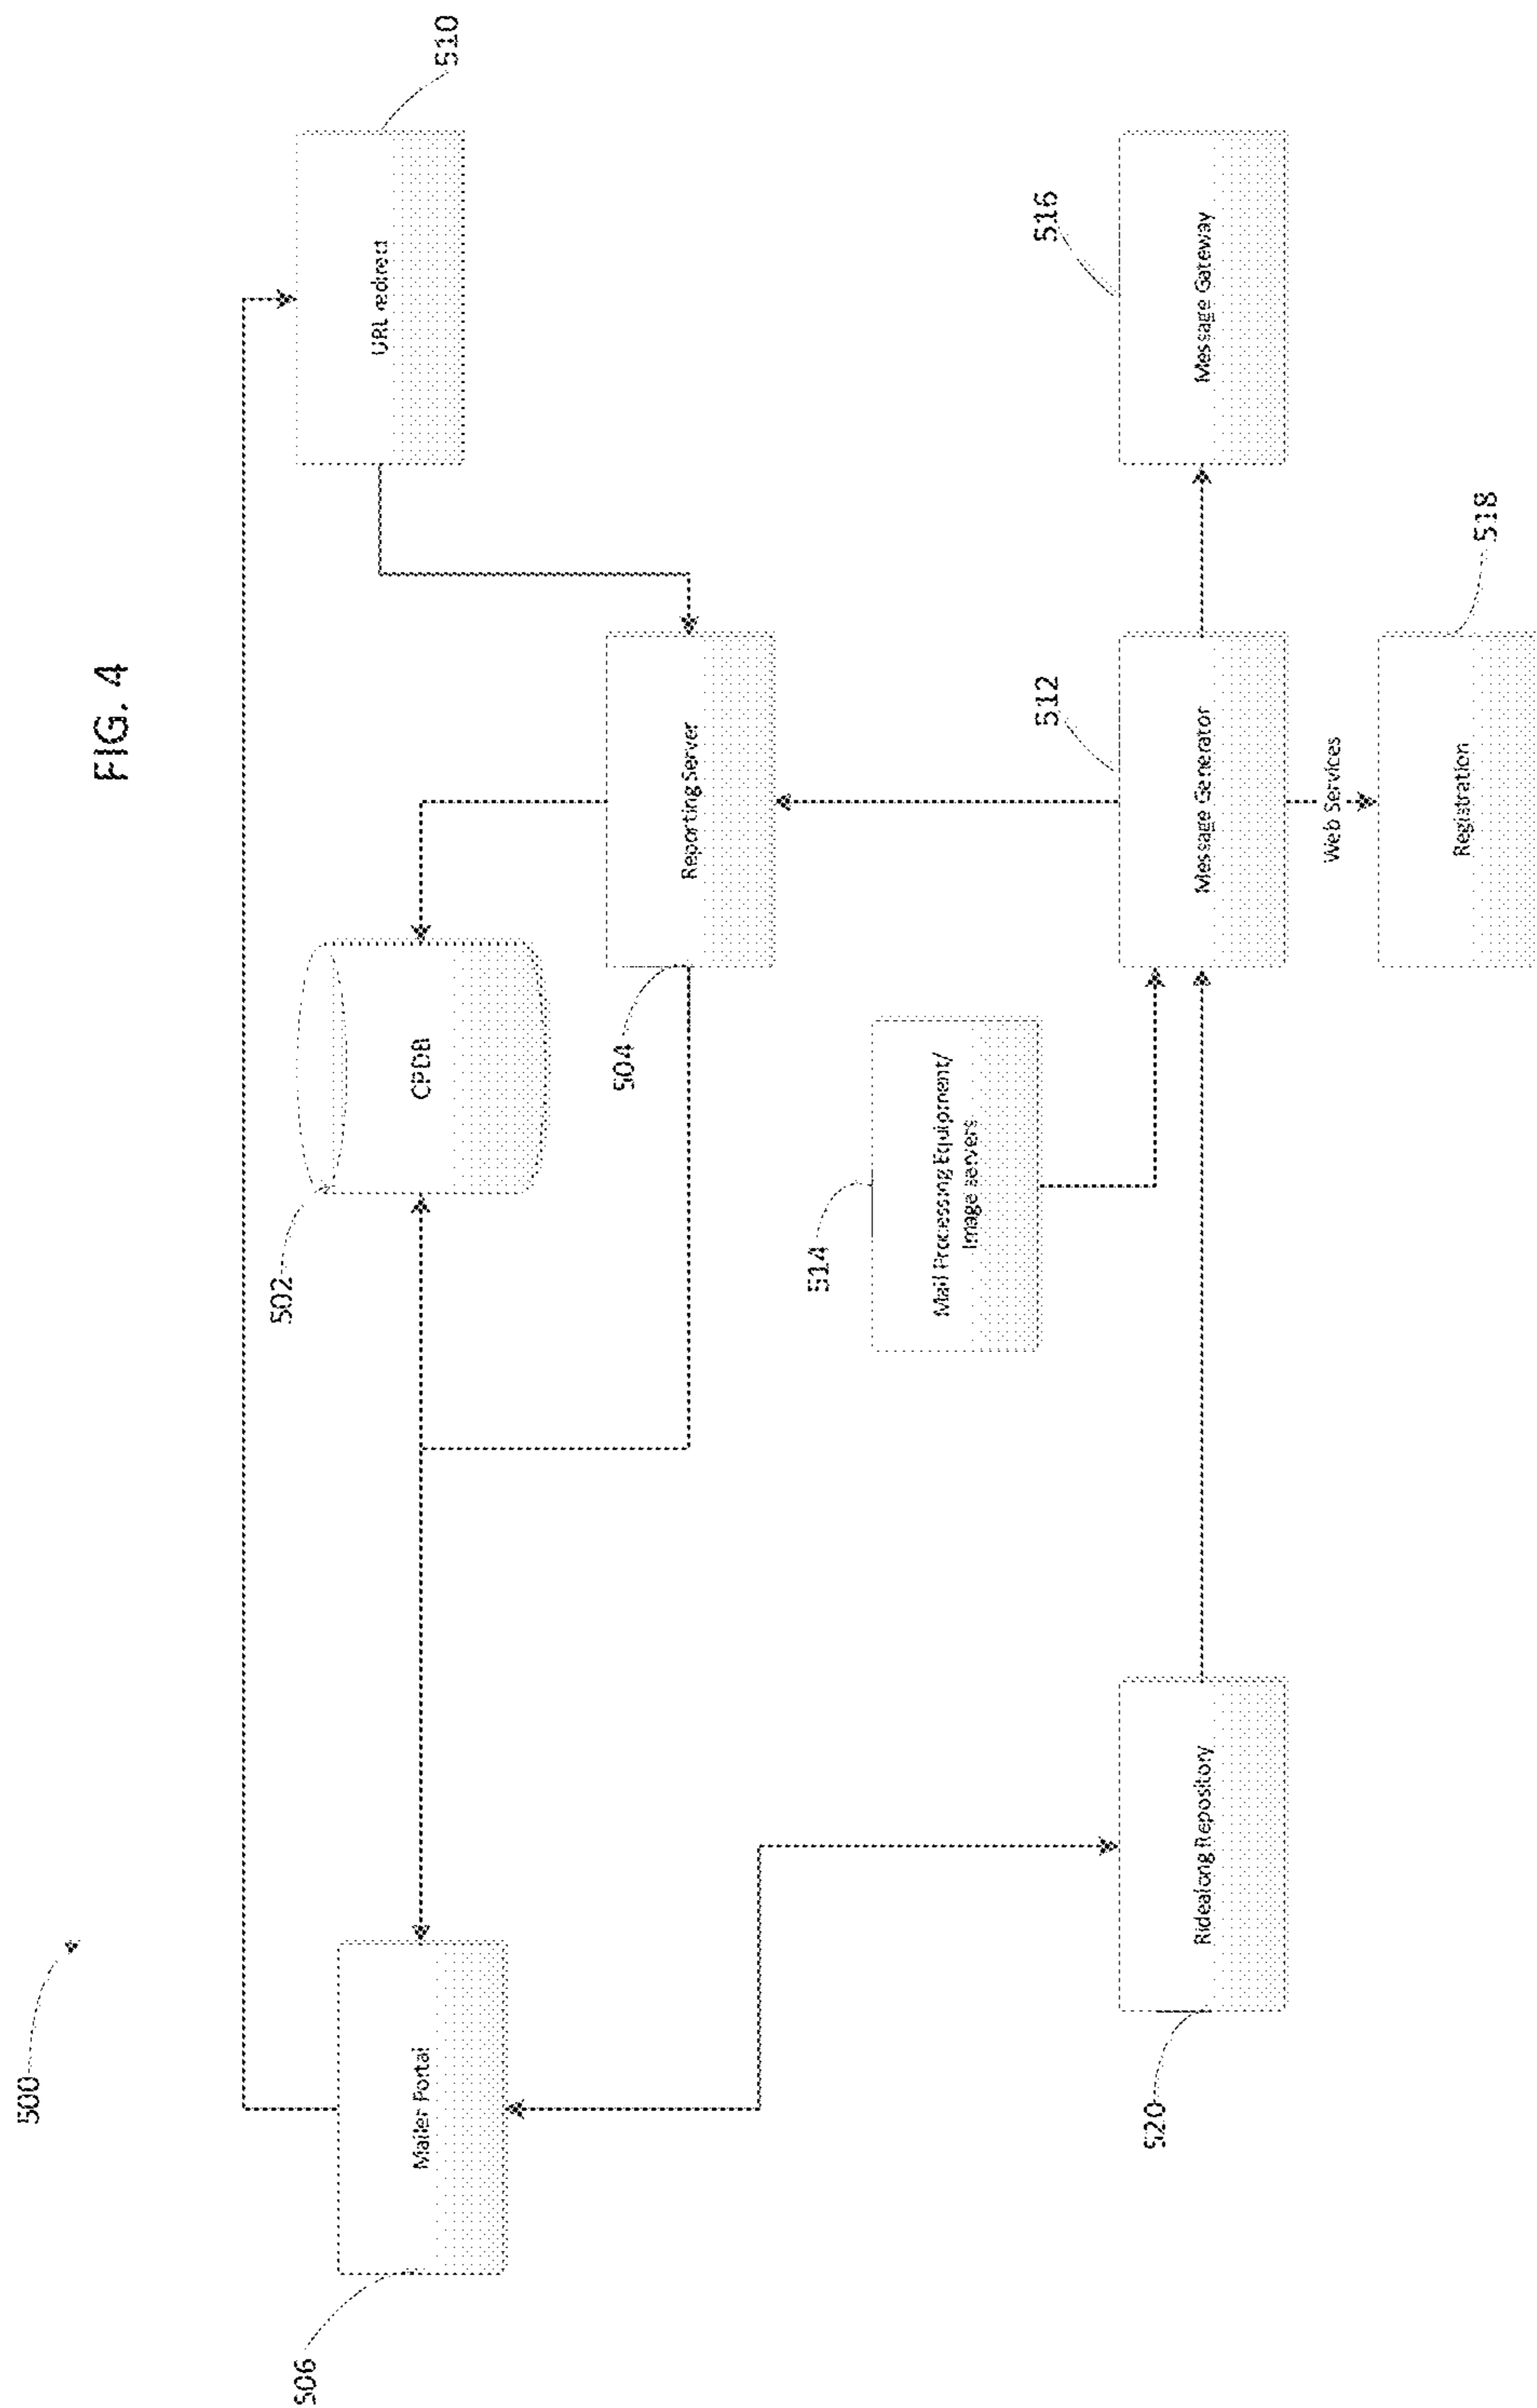 FIG. 4
500
506
Mailer Portal
502
CPDB
URL redirect
510
504
Reporting Server
514
Mail Processing Equipment/
Image servers
520
Ridealong Repository
512
Message Generator
516
Message Gateway
Web Services
Registration
518